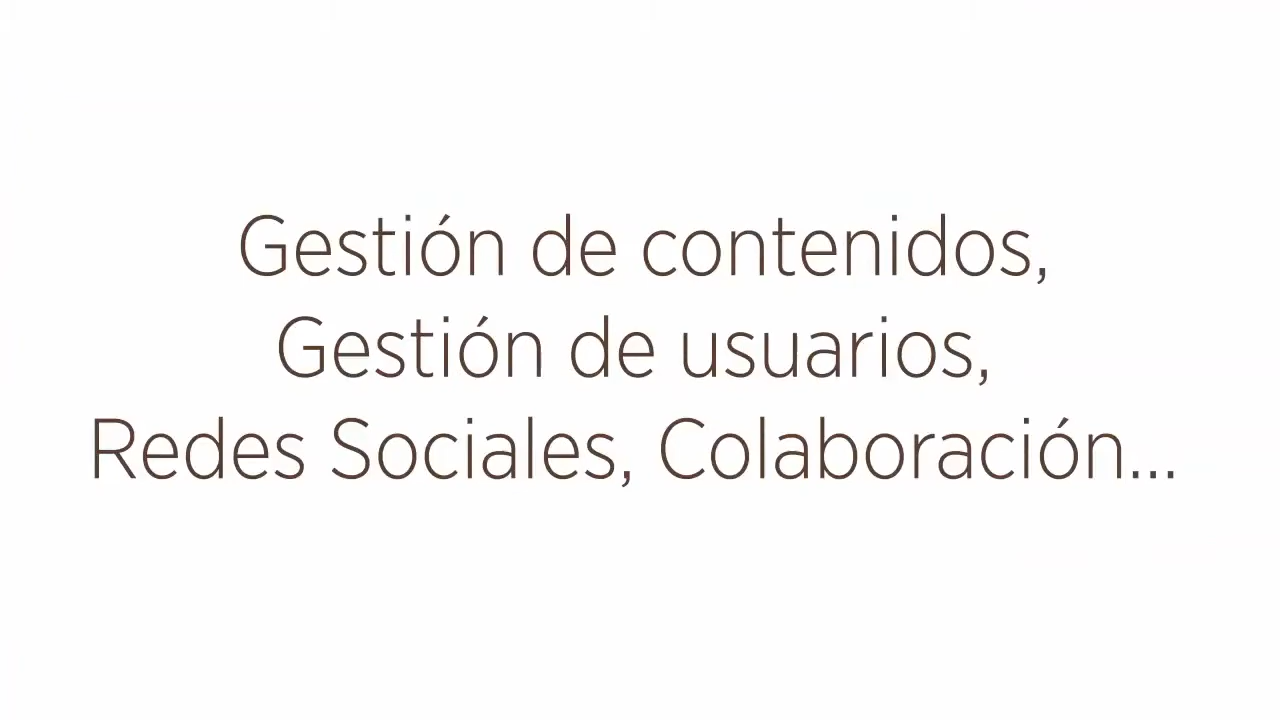 Gestión de contenidos,
Gestión de usuarios,
Redes Sociales, Colaboración...